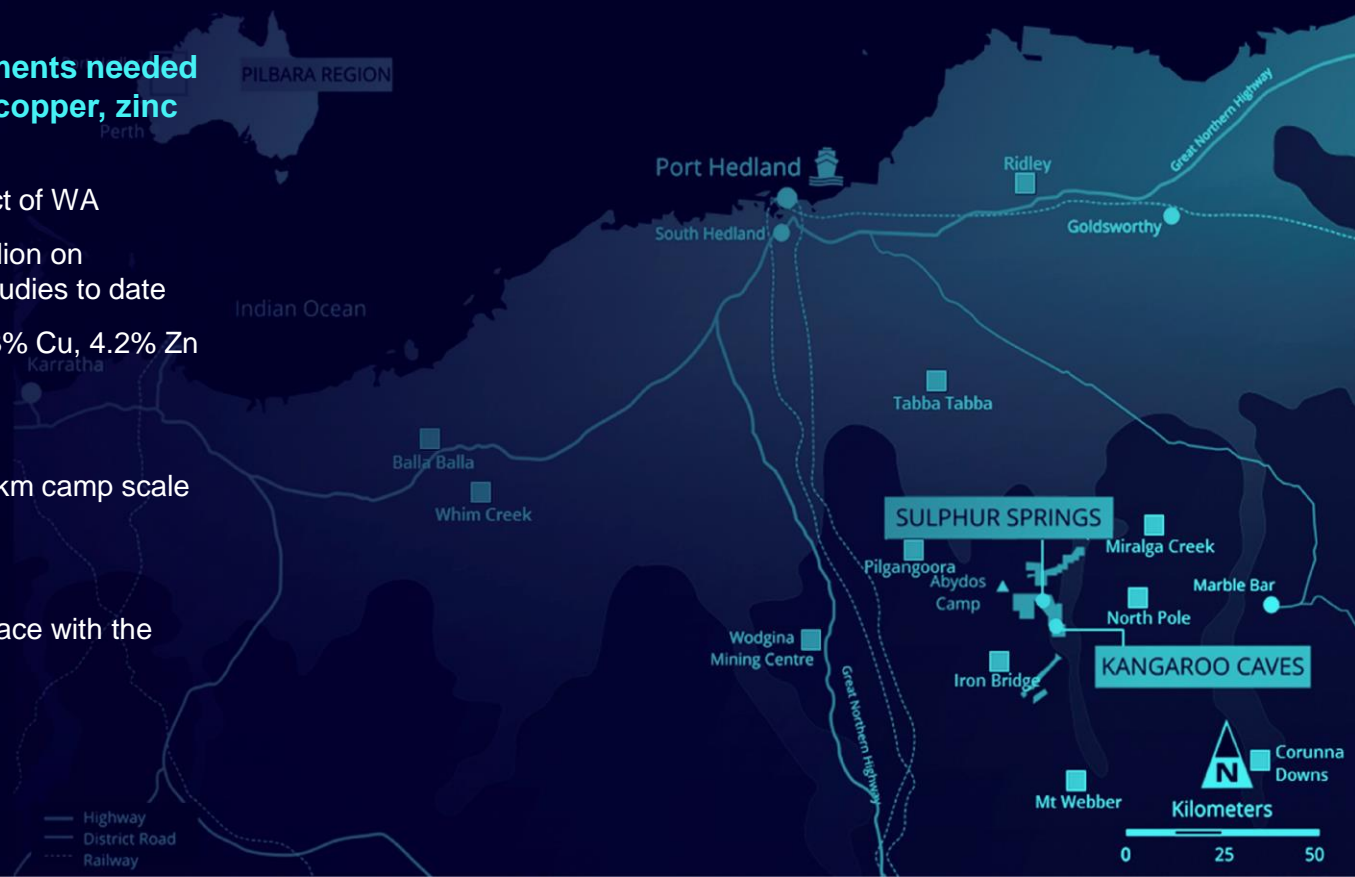 ments needed
copper, zinc
PILBARA REGION
Perth
ct of WA
lion on
udies to date
% Cu, 4.2% Zn
km camp scale
ace with the
Port Hedland
South Hedland
Ridley
Great Northern Highway
Goldsworthy
Indian Ocean
Karratha
Tabba Tabba
Balla Balla
Whim Creek
SULPHUR SPRINGS
Miralga Creek
Pilgangoora
Abydos
Camp
Marble Bar
North Pole
Wodgina
Mining Centre
Iron Bridge
KANGAROO CAVES
Great Northern Highway
Corunna
Downs
N
Mt Webber
Kilometers
0 25 50
Highway
District Road
Railway